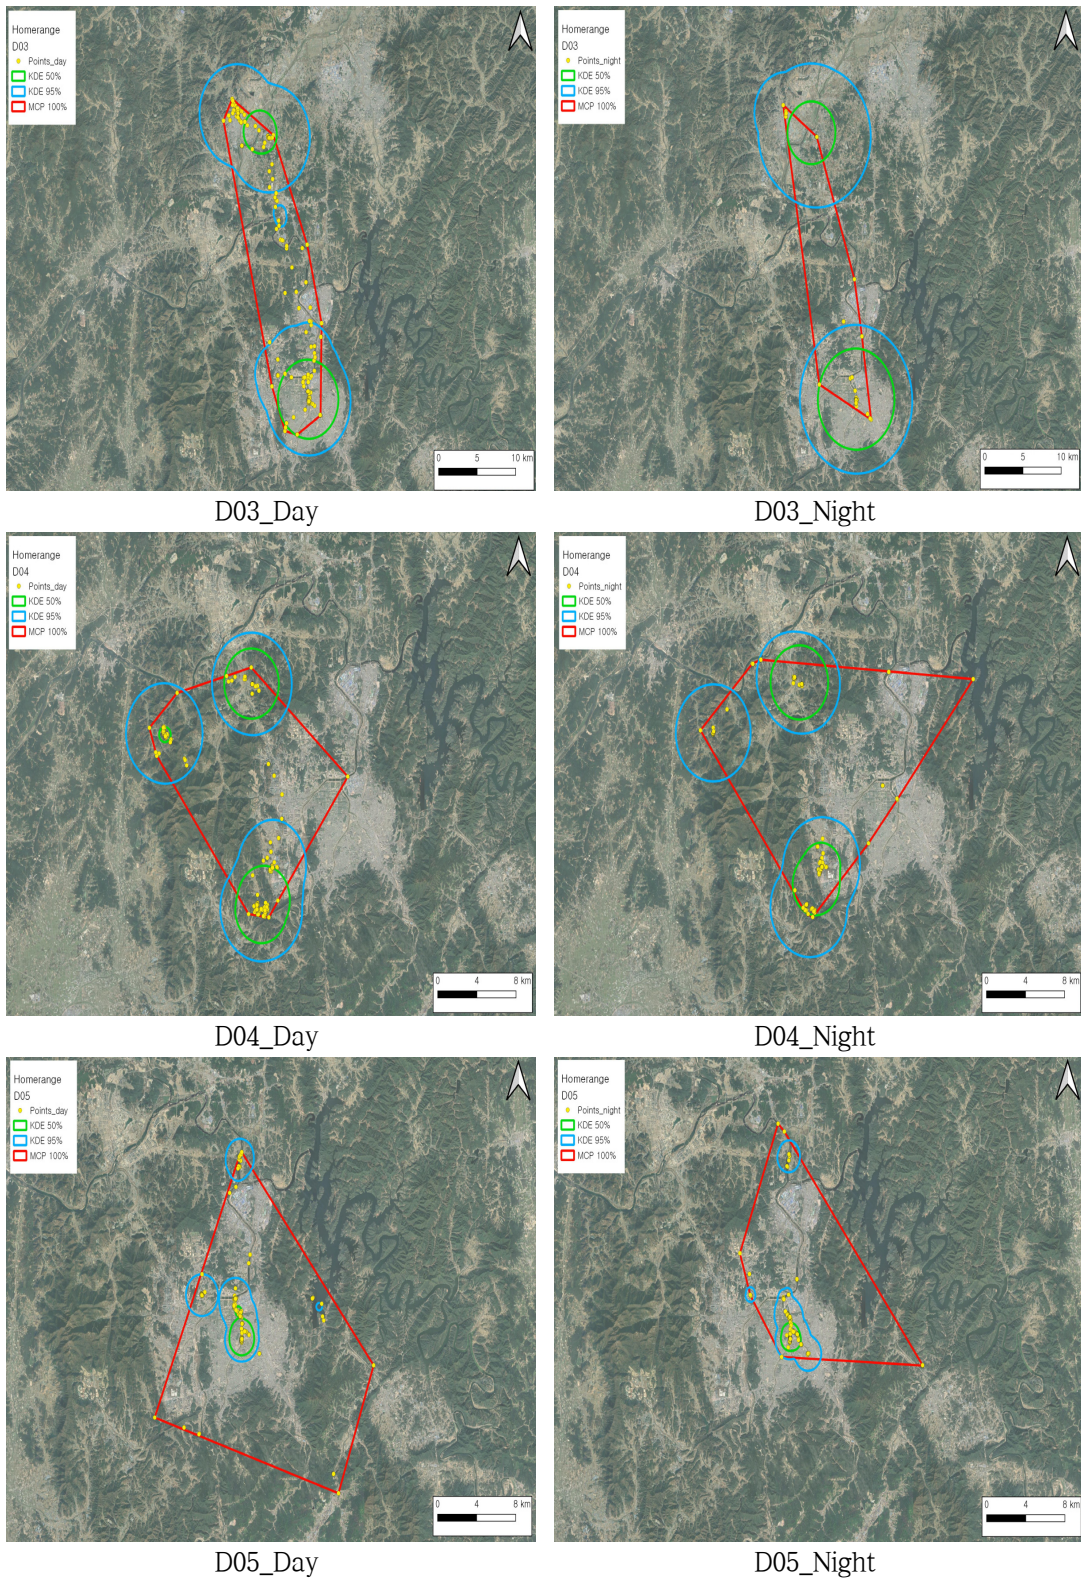 Homerange
D03
Points_day
KDE 50%
KDE 95%
MCP 100%
0 5 10 km
D03_Day
Homerange
D03
Points_night
KDE 50%
KDE 95%
MCP 100%
0 5 10 km
D03_Night
Homerange
D04
Points_day
KDE 50%
KDE 95%
MCP 100%
0 4 8 km
D04_Day
Homerange
D04
Points_night
KDE 50%
KDE 95%
MCP 100%
0 4 8 km
D04_Night
Homerange
D05
Points_day
KDE 50%
KDE 95%
MCP 100%
0 4 8 km
D05_Day
Homerange
D05
Points_night
KDE 50%
KDE 95%
MCP 100%
0 4 8 km
D05_Night